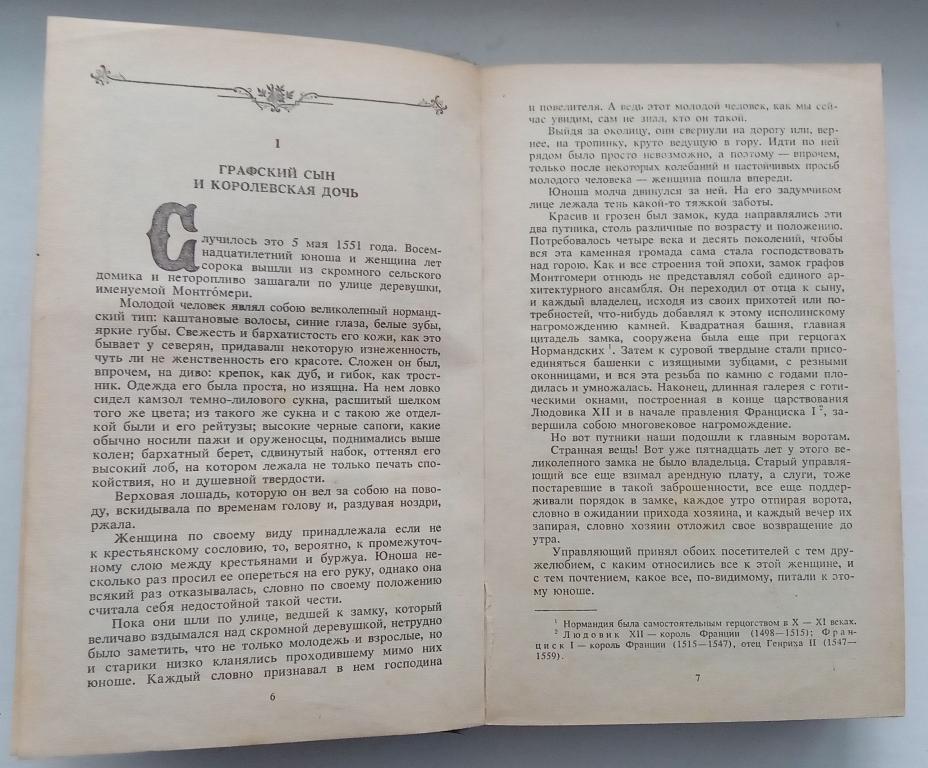 I
ГРАФСКИЙ СЫН
И КОРОЛЕВСКАЯ ДОЧЬ
Случилось это 5 мая 1551 года. Восем-
надцатилетний юноша и женщина лет
сорока вышли из скромного сельского
домика и неторопливо зашагали по улице деревушки,
именуемой Монтго́мери.
Молодой человек являл собою великолепный норманд-
ский тип: каштановые волосы, синие глаза, белые зубы,
яркие губы. Свежесть и бархатистость его кожи, как это
бывает у северян, придавали некоторую изнеженность,
чуть ли не женственность его красоте. Сложен он был,
впрочем, на диво: крепок, как дуб, и гибок, как трост-
ник. Одежда его была проста, но изящна. На нем ловко
сидел камзол темно-лилового сукна, расшитый шелком
того же цвета; из такого же сукна и с такою же отдел-
кой были и его рейтузы; высокие черные сапоги, какие
обычно носили пажи и оруженосцы, поднимались выше
колен; бархатный берет, сдвинутый набок, оттенял его
высокий лоб, на котором лежала не только печать спо-
койствия, но и душевной твердости.
Верховая лошадь, которую он вел за собою на пово-
ду, вскидывала по временам голову и, раздувая ноздри,
ржала.
Женщина по своему виду принадлежала если не
к крестьянскому сословию, то, вероятно, к промежуточ-
ному слою между крестьянами и буржуа. Юноша не-
сколько раз просил ее опереться на его руку, однако она
всякий раз отказывалась, словно по своему положению
считала себя недостойной такой чести.
Пока они шли по улице, ведшей к замку, который
величаво вздымался над скромной деревушкой, нетрудно
было заметить, что не только молодежь и взрослые, но
и старики низко кланялись проходившему мимо них
юноше. Каждый словно признавал в нем господина
6
и повелителя. А ведь этот молодой человек, как мы сей-
час увидим, сам не знал, кто он такой.
Выйдя за околицу, они свернули на дорогу или, вер-
нее, на тропинку, круто ведущую в гору. Идти по ней
рядом было просто невозможно, а поэтому — впрочем,
только после некоторых колебаний и настойчивых просьб
молодого человека — женщина пошла впереди.
Юноша молча двинулся за ней. На его задумчивом
лице лежала тень какой-то тяжкой заботы.
Красив и грозен был замок, куда направлялись эти
два путника, столь различные по возрасту и положению.
Потребовалось четыре века и десять поколений, чтобы
вся эта каменная громада сама стала господствовать
над горою. Как и все строения той эпохи, замок графов
Монтгомери отнюдь не представлял собой единого ар-
хитектурного ансамбля. Он переходил от отца к сыну,
и каждый владелец, исходя из своих прихотей или по-
требностей, что-нибудь добавлял к этому исполинскому
нагромождению камней. Квадратная башня, главная
цитадель замка, сооружена была еще при герцогах
Нормандских ¹. Затем к суровой твердыне стали присо-
единяться башенки с изящными зубцами, с резными
оконницами, и вся эта резьба по камню с годами пло-
дилась и умножалась. Наконец, длинная галерея с готи-
ческими окнами, построенная в конце царствования
Людовика XII и в начале правления Франциска I ², за-
вершила собою многовековое нагромождение.
Но вот путники наши подошли к главным воротам.
Странная вещь! Вот уже пятнадцать лет у этого ве-
ликолепного замка не было владельца. Старый управля-
ющий все еще взимал арендную плату, а слуги, тоже
постаревшие в такой заброшенности, все еще поддер-
живали порядок в замке, каждое утро отпирая ворота,
словно в ожидании прихода хозяина, и каждый вечер их
запирая, словно хозяин отложил свое возвращение до
утра.
Управляющий принял обоих посетителей с тем дру-
желюбием, с каким относились все к этой женщине, и
с тем почтением, какое все, по-видимому, питали к это-
му юноше.
¹ Нормандия была самостоятельным герцогством в X — XI веках.
² Людовик XII — король Франции (1498—1515); Фран-
циск I — король Франции (1515—1547), отец Генриха II (1547—
1559).
7